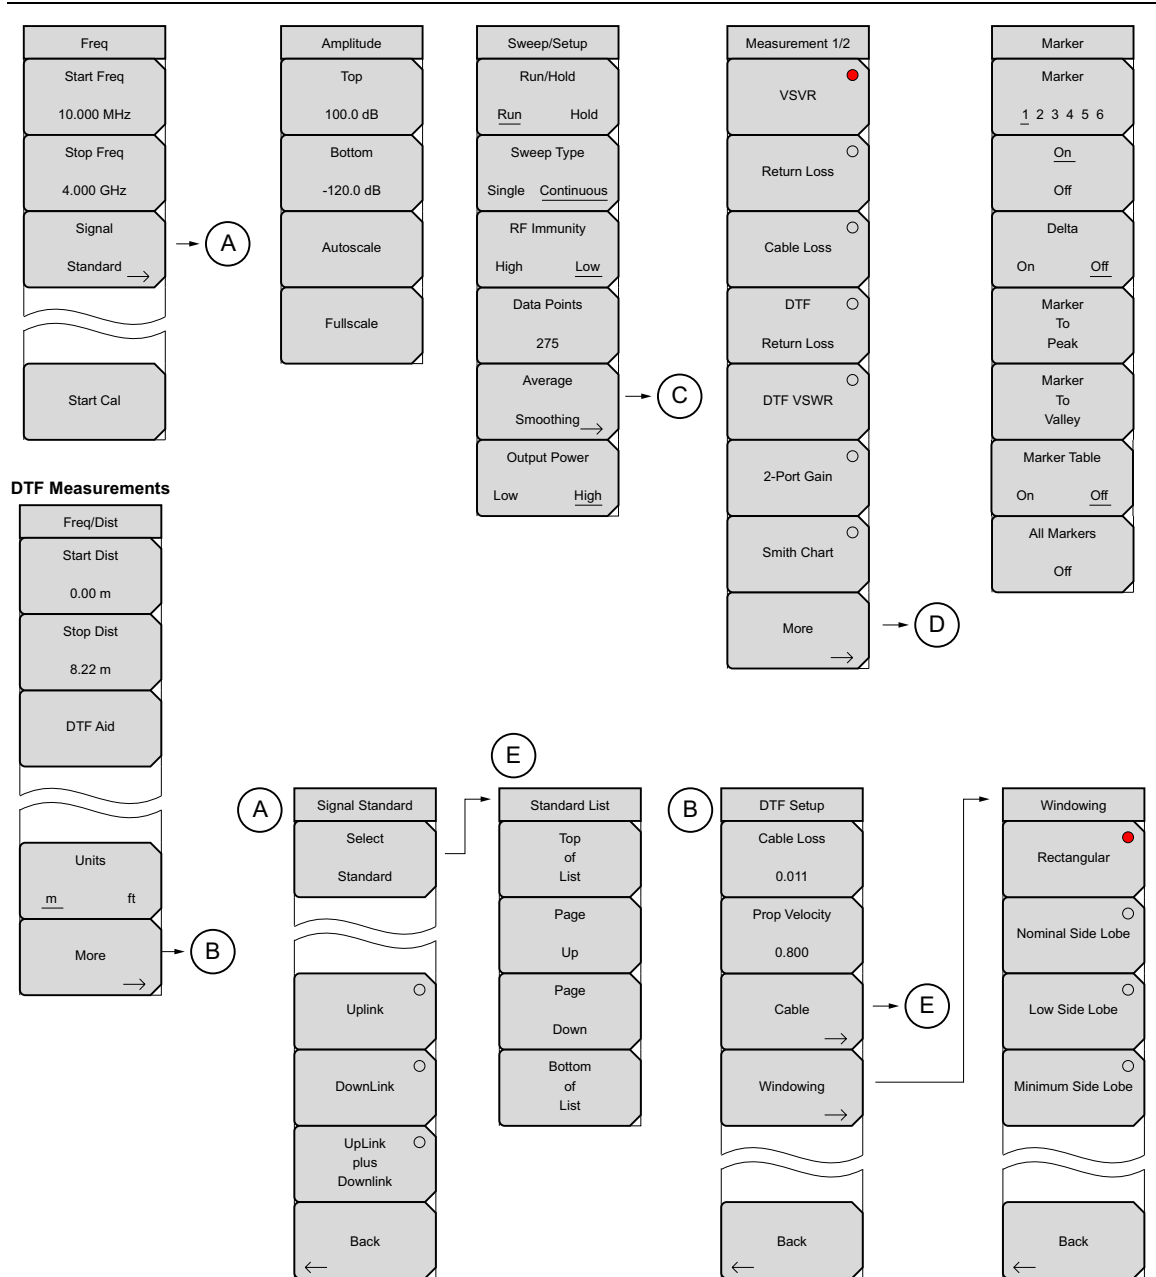 Freq
Start Freq
10.000 MHz
Stop Freq
4.000 GHz
Signal
Standard
A
Start Cal
Amplitude
Top
100.0 dB
Bottom
-120.0 dB
Autoscale
Fullscale
Sweep/Setup
Run/Hold
Run Hold
Sweep Type
Single Continuous
RF Immunity
High Low
Data Points
275
Average
Smoothing
C
Output Power
Low High
Measurement 1/2
VSVR
Return Loss
Cable Loss
DTF
Return Loss
DTF VSWR
2-Port Gain
Smith Chart
More
D
Marker
Marker
1 2 3 4 5 6
On
Off
Delta
On Off
Marker
To
Peak
Marker
To
Valley
Marker Table
On Off
All Markers
Off
DTF Measurements
Freq/Dist
Start Dist
0.00 m
Stop Dist
8.22 m
DTF Aid
Units
m ft
More
B
A
Signal Standard
Select
Standard
Uplink
DownLink
UpLink
plus
Downlink
Back
E
Standard List
Top
of
List
Page
Up
Page
Down
Bottom
of
List
B
DTF Setup
Cable Loss
0.011
Prop Velocity
0.800
Cable
E
Windowing
Back
Windowing
Rectangular
Nominal Side Lobe
Low Side Lobe
Minimum Side Lobe
Back